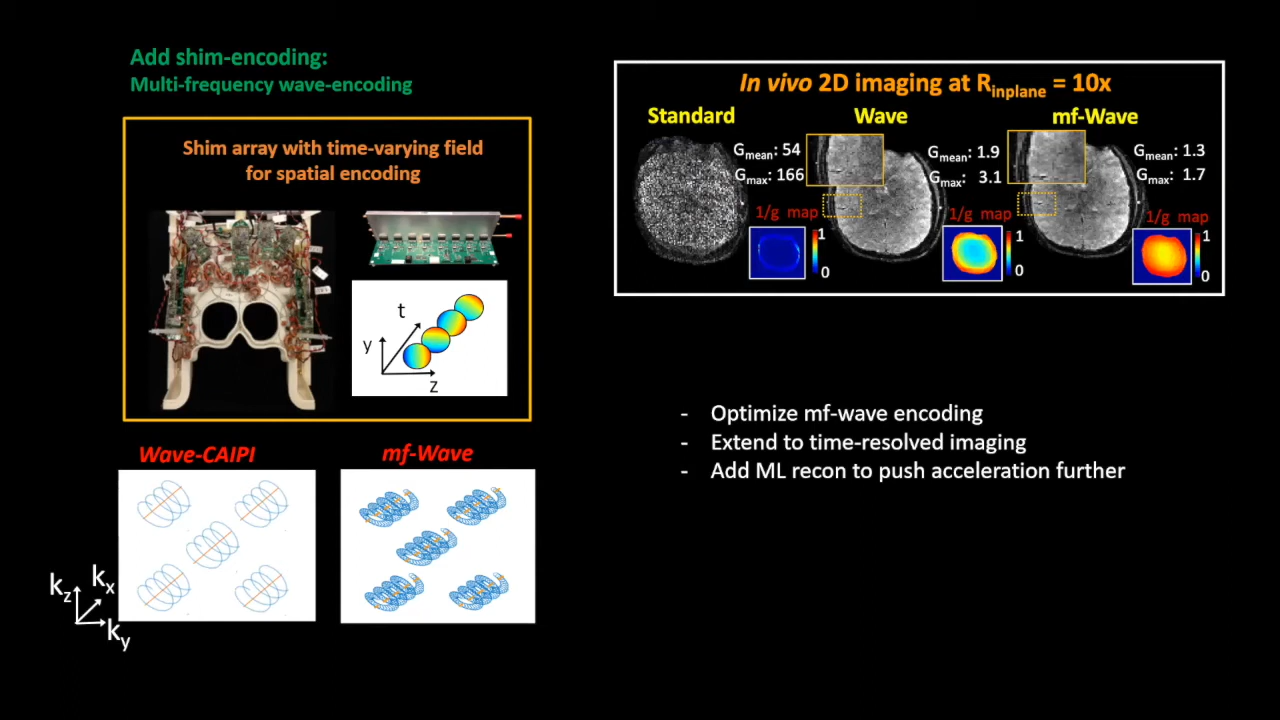 Add shim-encoding:
Multi-frequency wave-encoding
Shim array with time-varying field
for spatial encoding
t
y
z
Wave-CAIPI
mf-Wave
kz
kx
ky
In vivo 2D imaging at Rinplane = 10x
Standard
Wave
mf-Wave
Gmean: 54
Gmax: 166
1/g map
1
0
Gmean: 1.9
Gmax: 3.1
1/g map
1
0
Gmean: 1.3
Gmax: 1.7
1/g map
1
0
- Optimize mf-wave encoding
- Extend to time-resolved imaging
- Add ML recon to push acceleration further